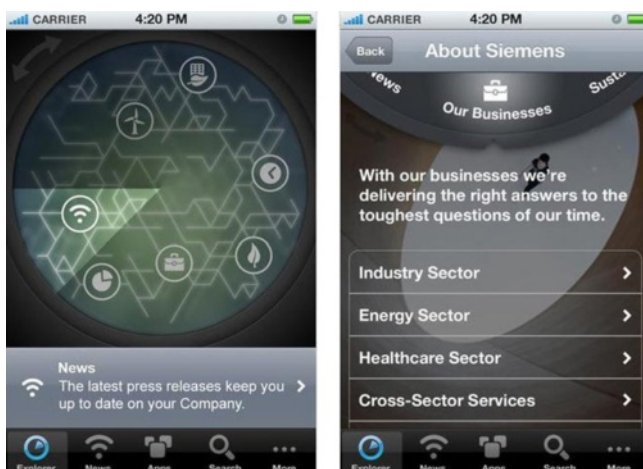 CARRIER 4:20 PM
News
The latest press releases keep you
up to date on your Company.
Explorer News Apps Search More
CARRIER 4:20 PM
Back About Siemens
News Our Businesses
With our businesses we're
delivering the right answers to the
toughest questions of our time.
Industry Sector
Energy Sector
Healthcare Sector
Cross-Sector Services
Explorer News Apps Search More